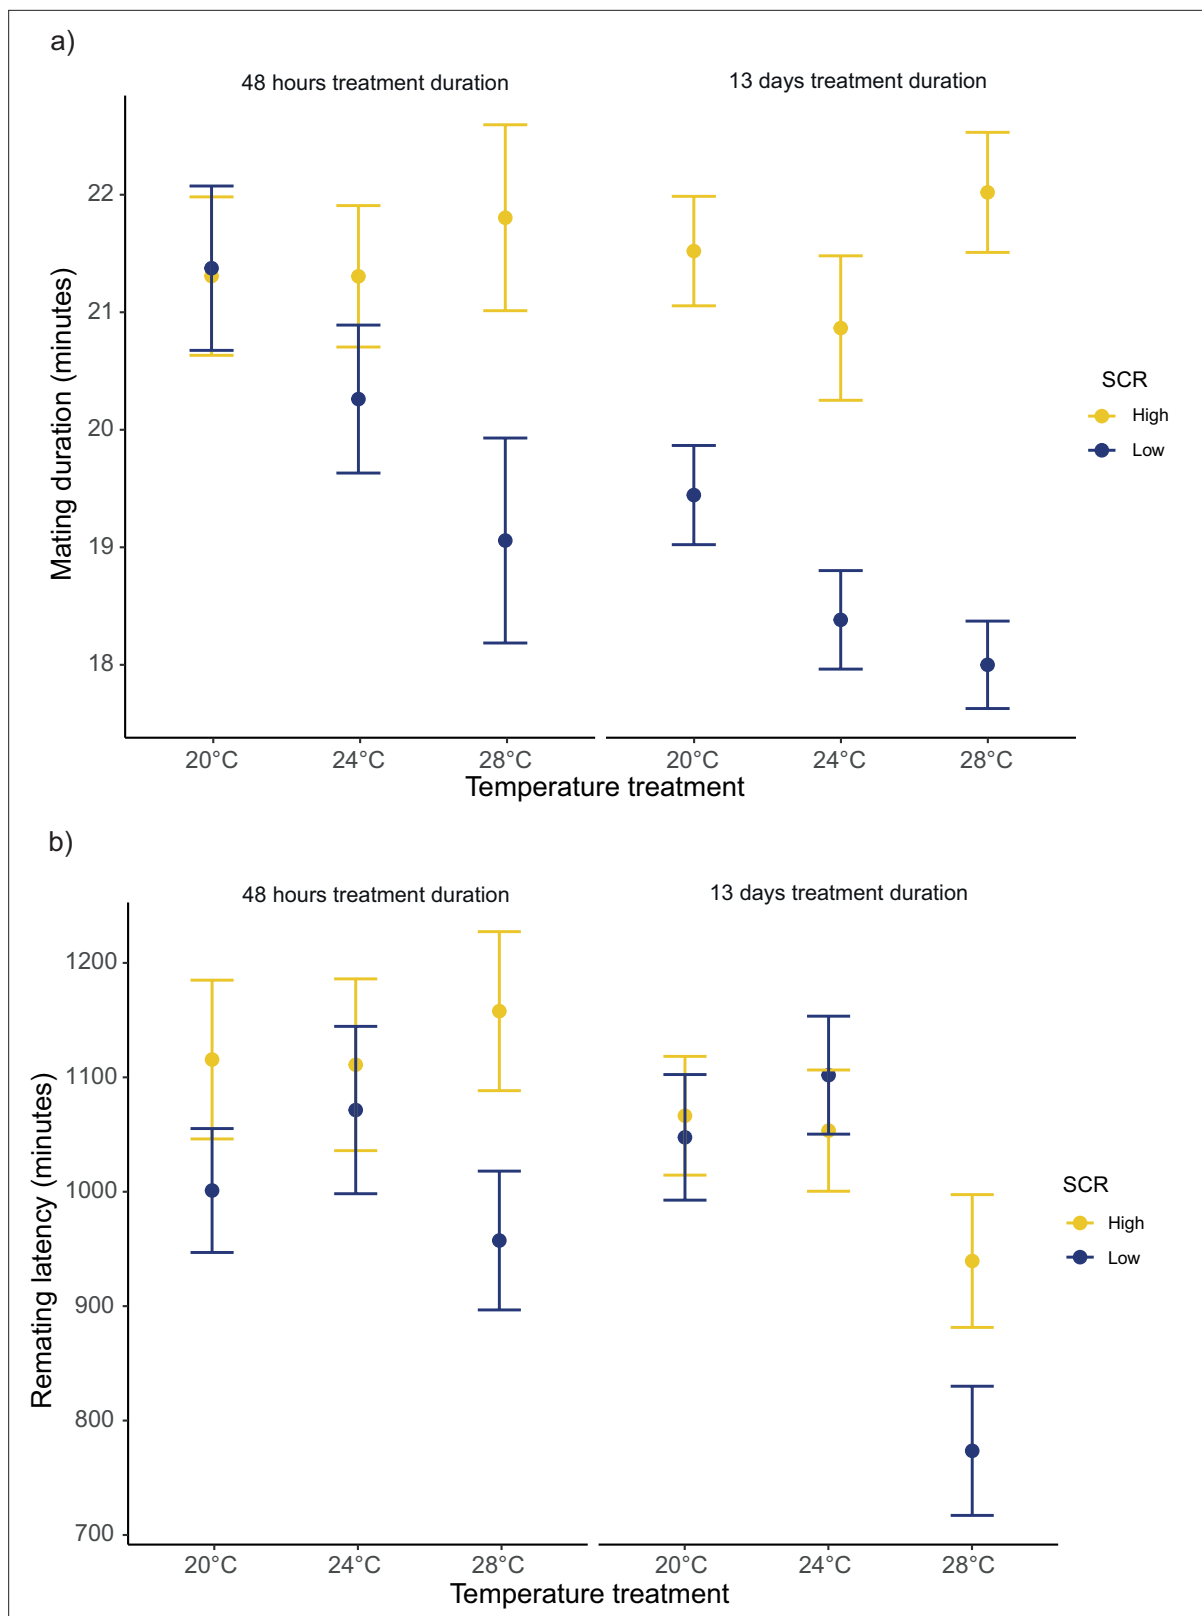 a)
48 hours treatment duration
13 days treatment duration
Mating duration (minutes)
22
21
20
19
18
20°C
24°C
28°C
20°C
24°C
28°C
Temperature treatment
SCR
High
Low
b)
48 hours treatment duration
13 days treatment duration
Remating latency (minutes)
1200
1100
1000
900
800
700
20°C
24°C
28°C
20°C
24°C
28°C
Temperature treatment
SCR
High
Low